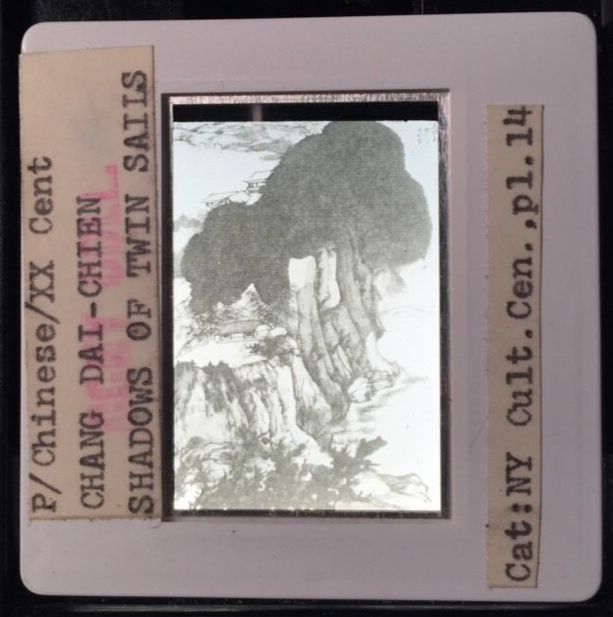 P/Chinese/XX Cent
CHANG DAI-CHIEN
SHADOWS OF TWIN SAILS
Cat:NY Cult.Cen.,pl.14